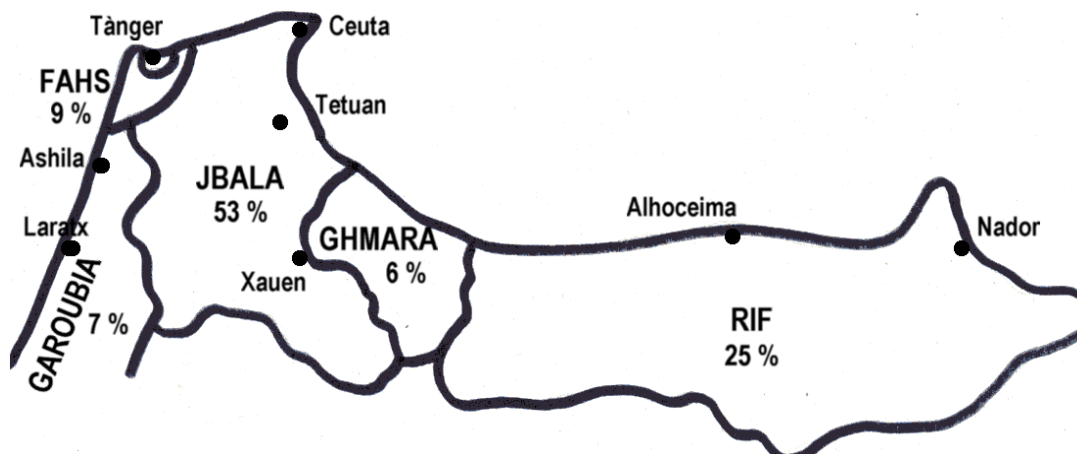 Tànger
Ceuta
FAHS
9 %
Tetuan
Ashila
JBALA
53 %
Laratx
GHMARA
6 %
Alhoceima
Nador
Xauen
GAROUBIA
7 %
RIF
25 %